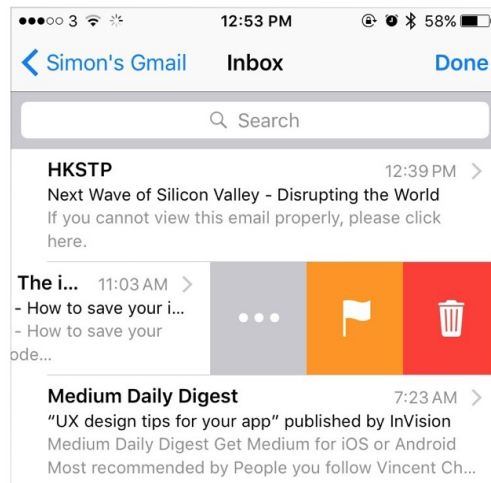 3 12:53 PM 58%
Simon's Gmail Inbox Done
Search
HKSTP 12:39 PM
Next Wave of Silicon Valley - Disrupting the World
If you cannot view this email properly, please click
here.
The i... 11:03 AM
- How to save your i...
- How to save your
ode...
Medium Daily Digest 7:23 AM
“UX design tips for your app” published by InVision
Medium Daily Digest Get Medium for iOS or Android
Most recommended by People you follow Vincent Ch...